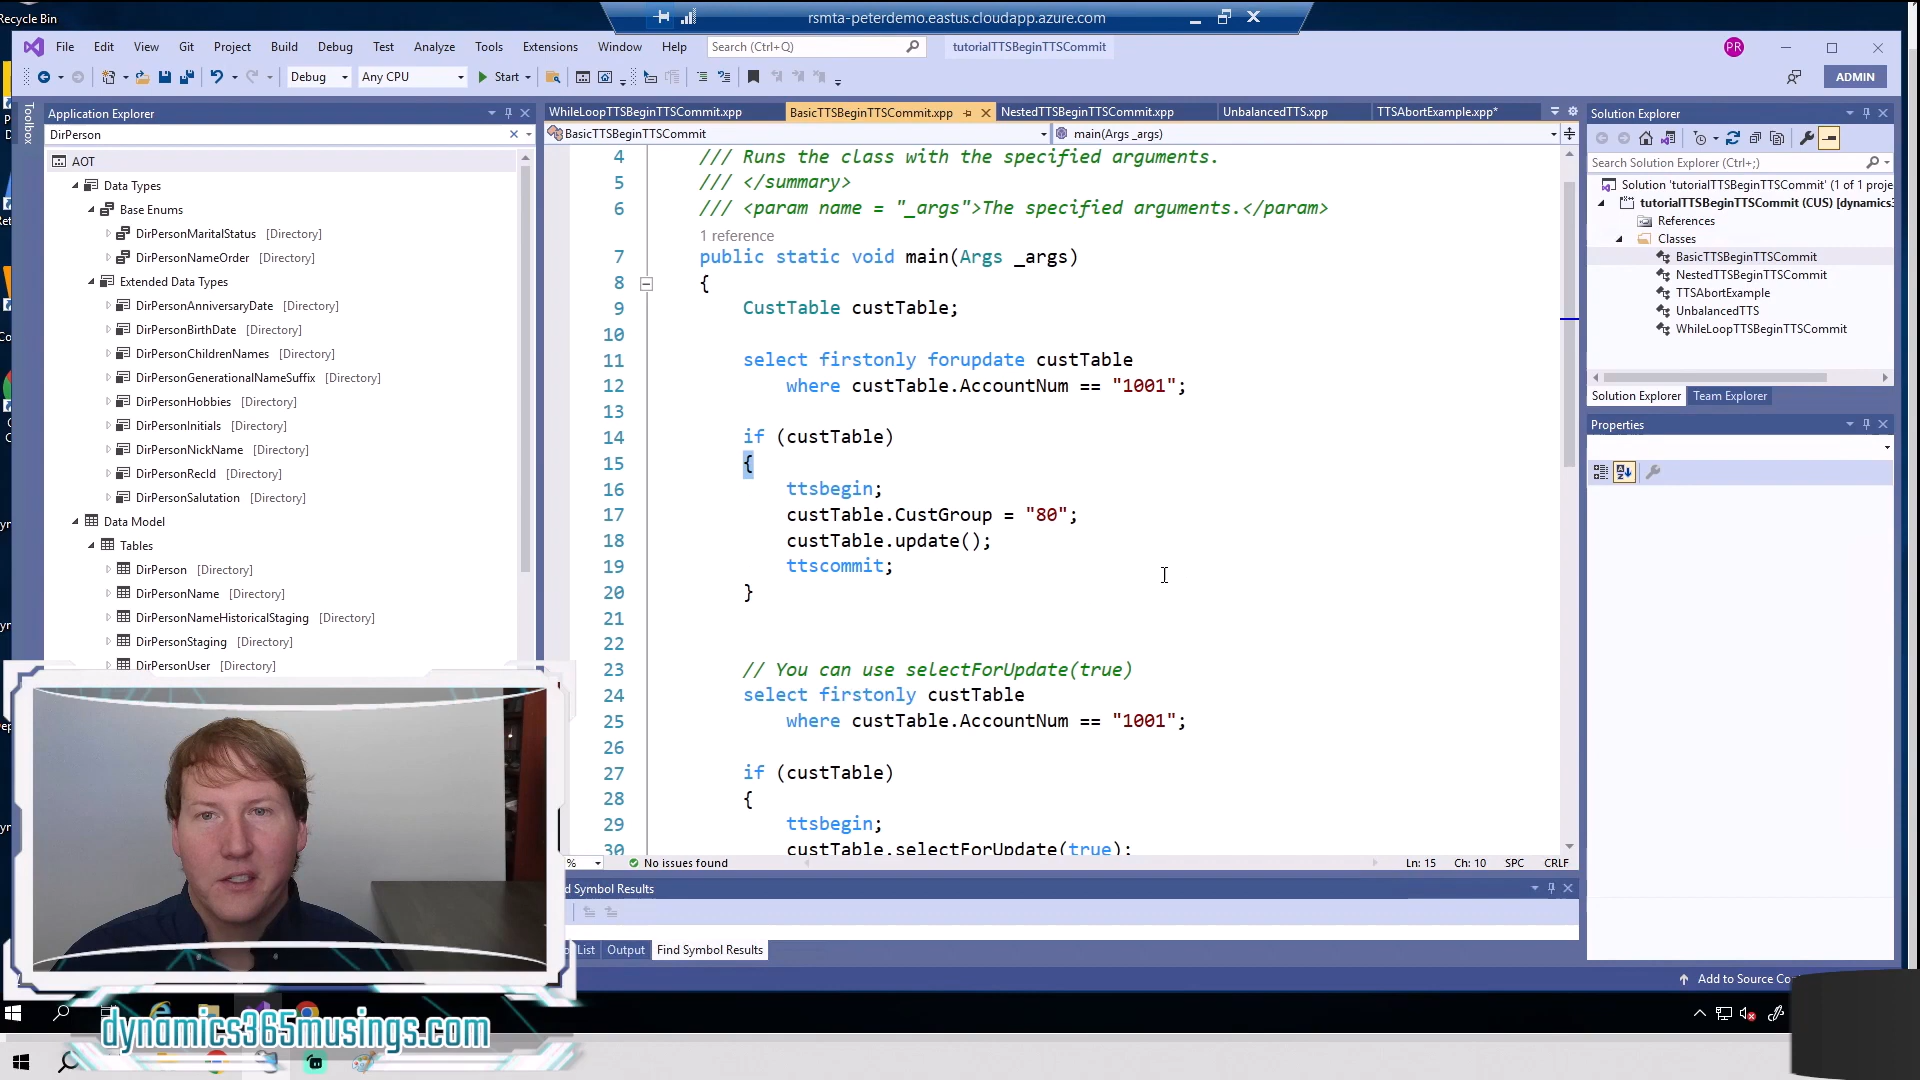 Recycle Bin
rsmta-peterdemo.eastus.cloudapp.azure.com
File Edit View Git Project Build Debug Test Analyze Tools Extensions Window Help Search (Ctrl+Q) tutorialTTSBeginTTSCommit PR
Debug Any CPU Start ADMIN
Toolbox
Application Explorer
DirPerson
AOT
Data Types
Base Enums
DirPersonMaritalStatus [Directory]
DirPersonNameOrder [Directory]
Extended Data Types
DirPersonAnniversaryDate [Directory]
DirPersonBirthDate [Directory]
DirPersonChildrenNames [Directory]
DirPersonGenerationalNameSuffix [Directory]
DirPersonHobbies [Directory]
DirPersonInitials [Directory]
DirPersonNickName [Directory]
DirPersonRecId [Directory]
DirPersonSalutation [Directory]
Data Model
Tables
DirPerson [Directory]
DirPersonName [Directory]
DirPersonNameHistoricalStaging [Directory]
DirPersonStaging [Directory]
DirPersonUser [Directory]
WhileLoopTTSBeginTTSCommit.xpp BasicTTSBeginTTSCommit.xpp NestedTTSBeginTTSCommit.xpp UnbalancedTTS.xpp TTSAbortExample.xpp*
BasicTTSBeginTTSCommit main(Args _args)
4 /// Runs the class with the specified arguments.
5 /// </summary>
6 /// <param name = "_args">The specified arguments.</param>
1 reference
7 public static void main(Args _args)
8 {
9 CustTable custTable;
10
11 select firstonly forupdate custTable
12 where custTable.AccountNum == "1001";
13
14 if (custTable)
15 {
16 ttsbegin;
17 custTable.CustGroup = "80";
18 custTable.update();
19 ttscommit;
20 }
21
22
23 // You can use selectForUpdate(true)
24 select firstonly custTable
25 where custTable.AccountNum == "1001";
26
27 if (custTable)
28 {
29 ttsbegin;
30 custTable.selectForUpdate(true);
% No issues found Ln: 15 Ch: 10 SPC CRLF
d Symbol Results
List Output Find Symbol Results
Solution Explorer
Search Solution Explorer (Ctrl+;)
Solution 'tutorialTTSBeginTTSCommit' (1 of 1 proje
tutorialTTSBeginTTSCommit (CUS) [dynamics3
References
Classes
BasicTTSBeginTTSCommit
NestedTTSBeginTTSCommit
TTSAbortExample
UnbalancedTTS
WhileLoopTTSBeginTTSCommit
Solution Explorer Team Explorer
Properties
Add to Source Co
dynamics365musings.com